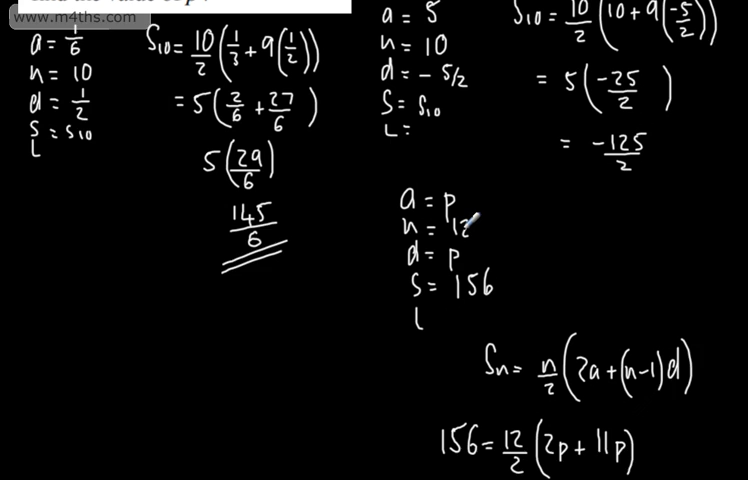 www.m4ths.com
find the value of p.
a = 1/6
n = 10
d = 1/2
S = S10
L
S10 = 10/2 (1/3 + 9(1/2))
= 5(2/6 + 27/6)
5(29/6)
145/6
a = 5
n = 10
d = - 5/2
S = S10
L =
S10 = 10/2 (10 + 9(-5/2))
= 5(-25/2)
= -125/2
a = p
n = 12
d = p
S = 156
L
Sn = n/2 (2a + (n-1)d)
156 = 12/2 (2p + 11p)